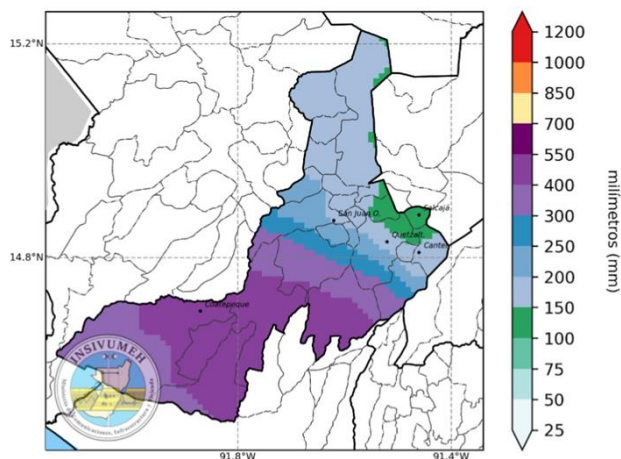 15.2°N
14.8°N
91.8°W
91.4°W
San Juan O.
Salcajá
Quetzalt.
Cantel
Coatepeque
INSIVUMEH
1200
1000
850
700
550
400
300
250
200
150
100
75
50
25
milímetros (mm)